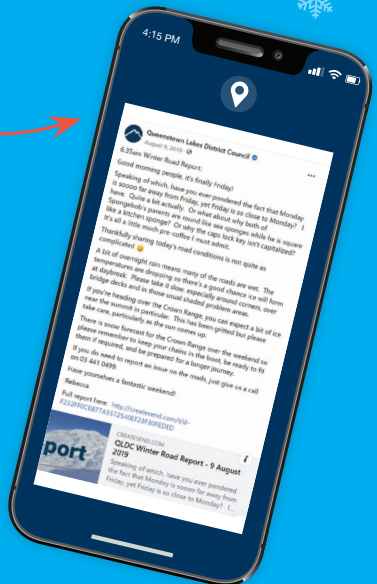 4:15 PM
Queenstown Lakes District Council
August 9, 2019
6.35am Winter Road Report:
Good morning people, it's finally Friday!
Speaking of which, have you ever pondered the fact that Monday
is soooo far away from Friday, yet Friday is so close to Monday? I
have. Quite a bit actually. Or what about why both of
Spongebob's parents are round like sea sponges while he is square
like a kitchen sponge? Or why the caps lock key isn't capitalized?
It's all a little much pre-coffee I must admit.
Thankfully sharing today's road conditions is not quite as
complicated 😀
A bit of overnight rain means many of the roads are wet. The
temperatures are dropping so there's a good chance ice will form
at daybreak. Please take it slow especially around corners, over
bridge decks and in those usual shaded problem areas.
If you're heading over the Crown Range, you can expect a bit of ice
near the summit in particular. This has been gritted but please
take care, particularly as the sun comes up.
There is snow forecast for the Crown Range over the weekend so
please remember to keep your chains in the boot, be ready to fit
them if required, and be prepared for a longer journey.
If you do need to report an issue on the roads, just give us a call
on 03 441 0499.
Have yourselves a fantastic weekend!
Rebecca
Full report here: http://createsend.com/t/d-
port
CREATESEND.COM
QLDC Winter Road Report - 9 August
2019
Speaking of which, have you ever pondered
the fact that Monday is soooo far away from
Friday, yet Friday is so close to Monday? I...